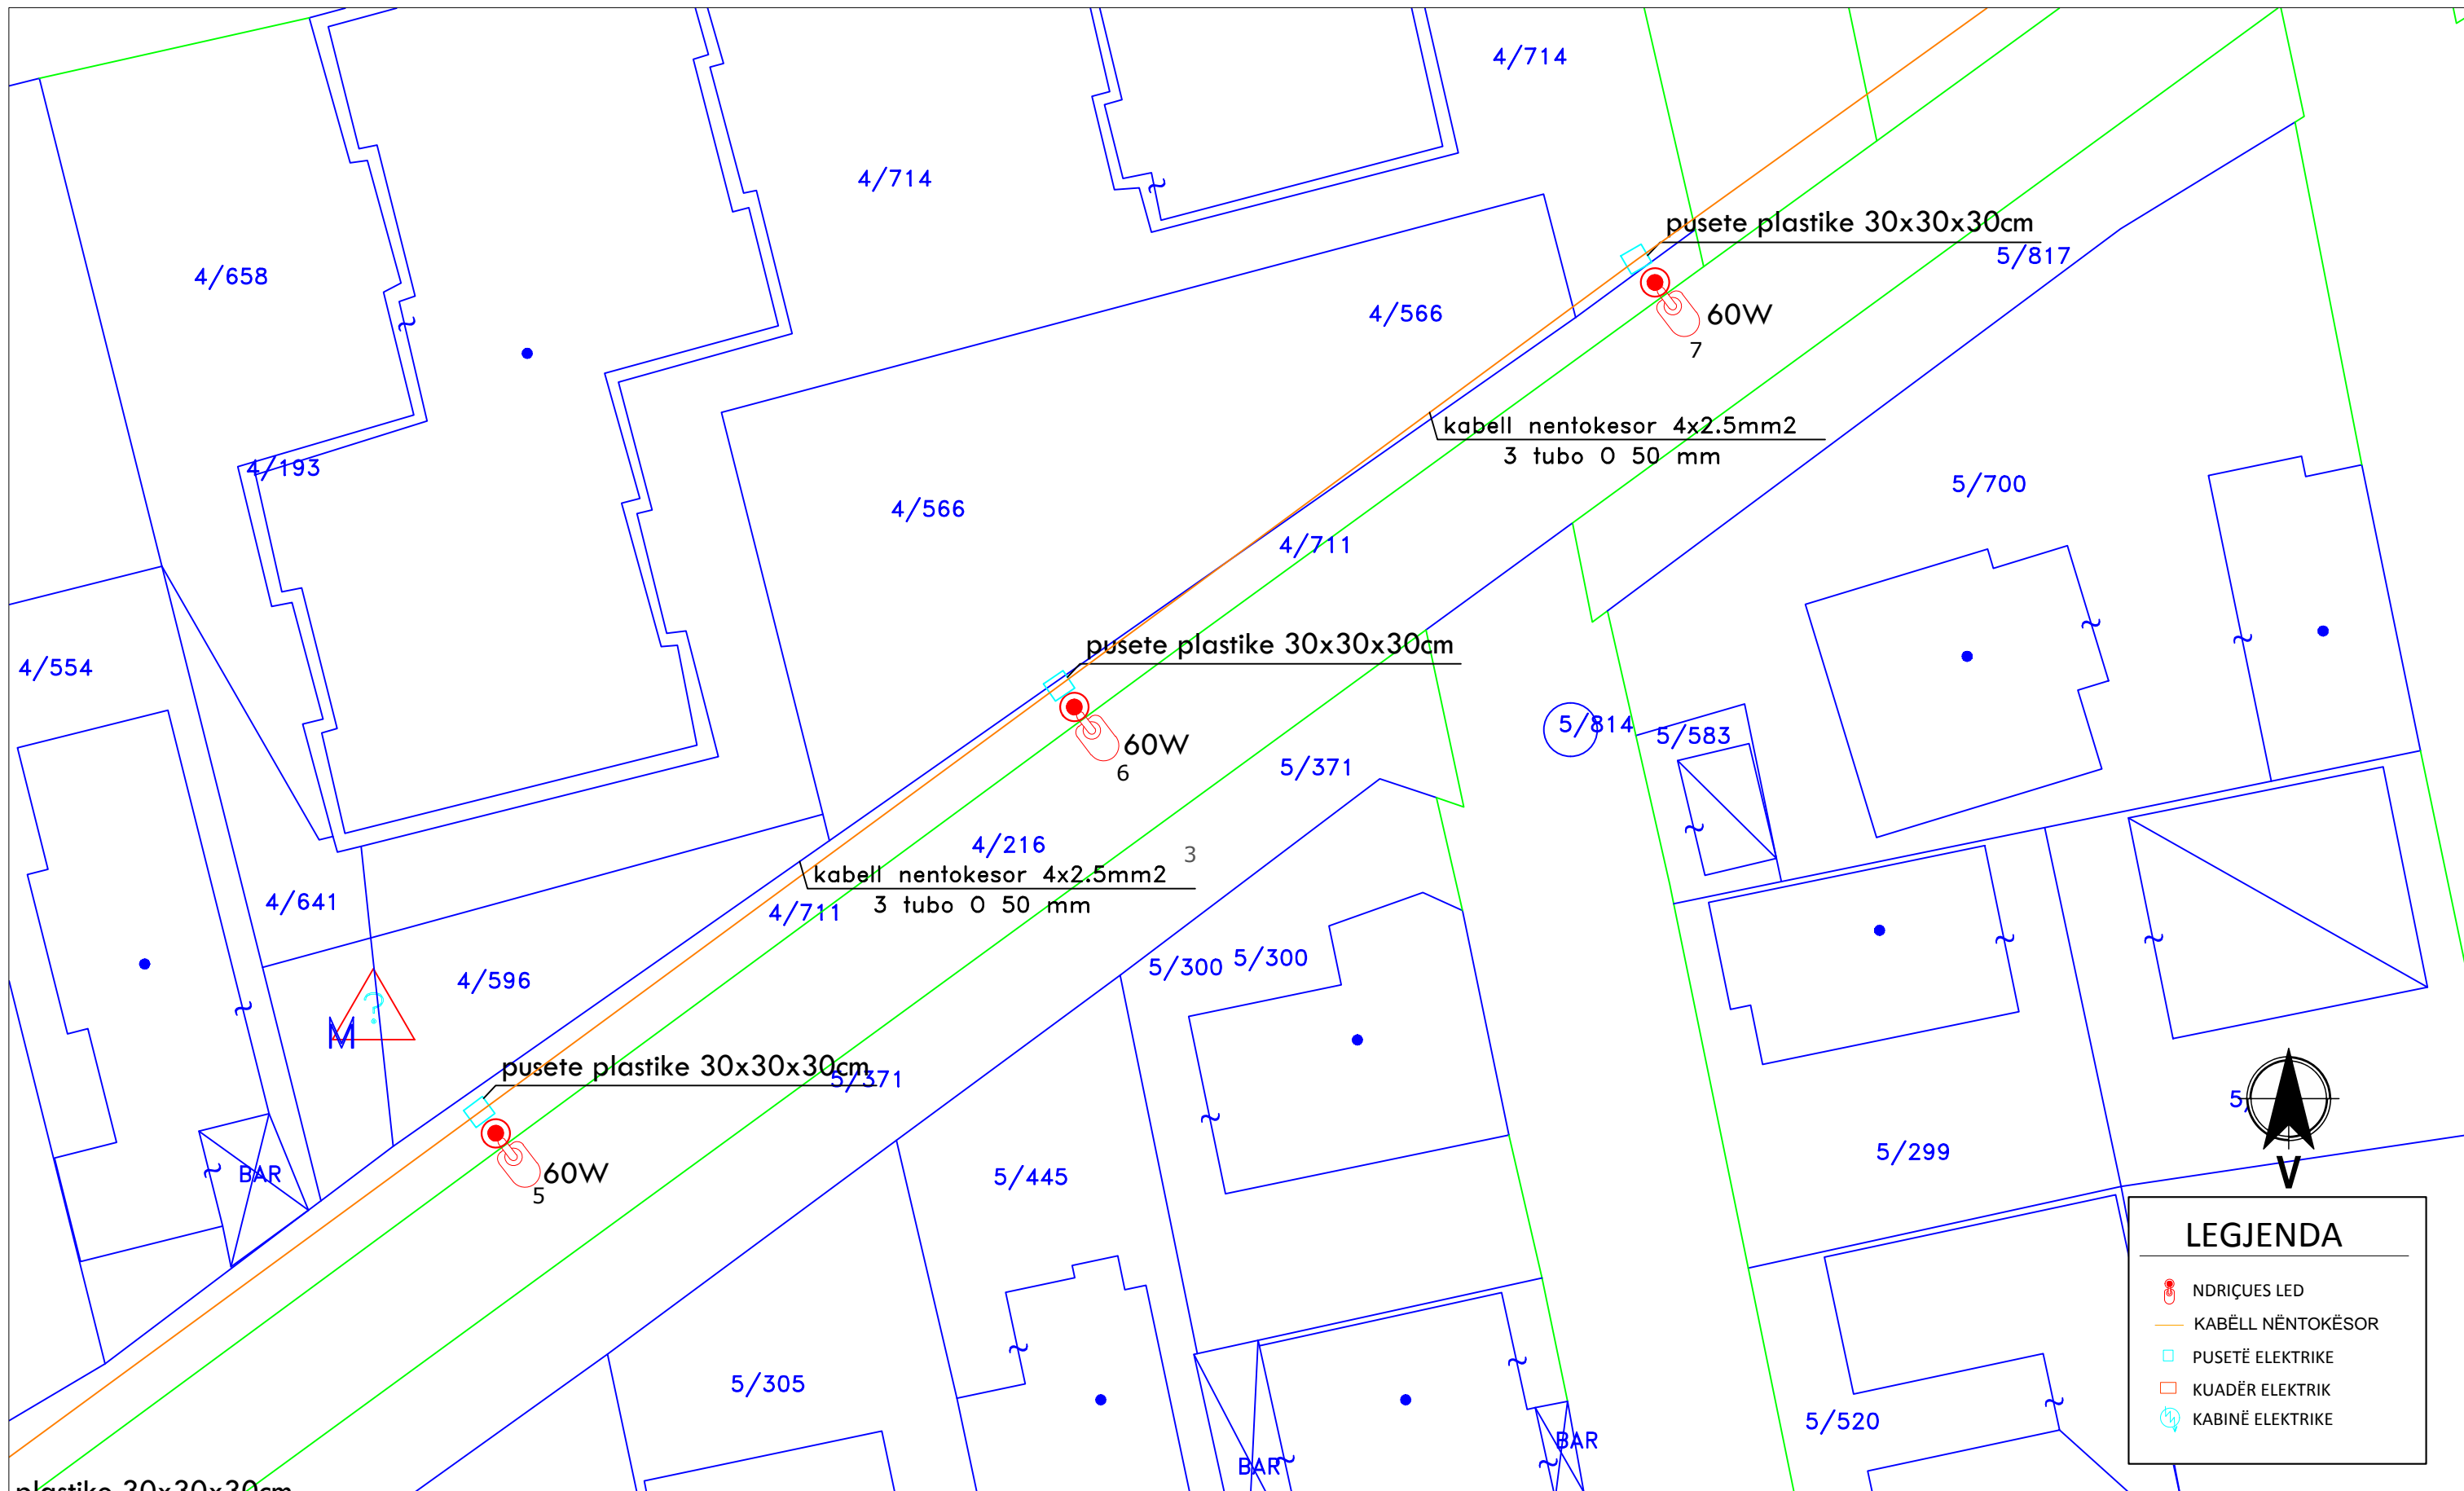 4/714
4/714
pusete plastike 30x30x30cm
5/817
4/658
4/566
60W
7
kabell nentokesor 4x2.5mm2
3 tubo 0 50 mm
4/193
5/700
4/566
4/711
pusete plastike 30x30x30cm
4/554
5/814
5/583
60W
6
5/371
4/216
3
kabell nentokesor 4x2.5mm2
3 tubo 0 50 mm
4/711
4/641
5/300
5/300
4/596
?
M
pusete plastike 30x30x30cm
5/371
5/
BAR
60W
5
5/445
5/299
V
LEGJENDA
NDRIÇUES LED
KABËLL NËNTOKËSOR
PUSETË ELEKTRIKE
KUADËR ELEKTRIK
KABINË ELEKTRIKE
5/305
5/520
BAR
BAR
plastike 30x30x30cm